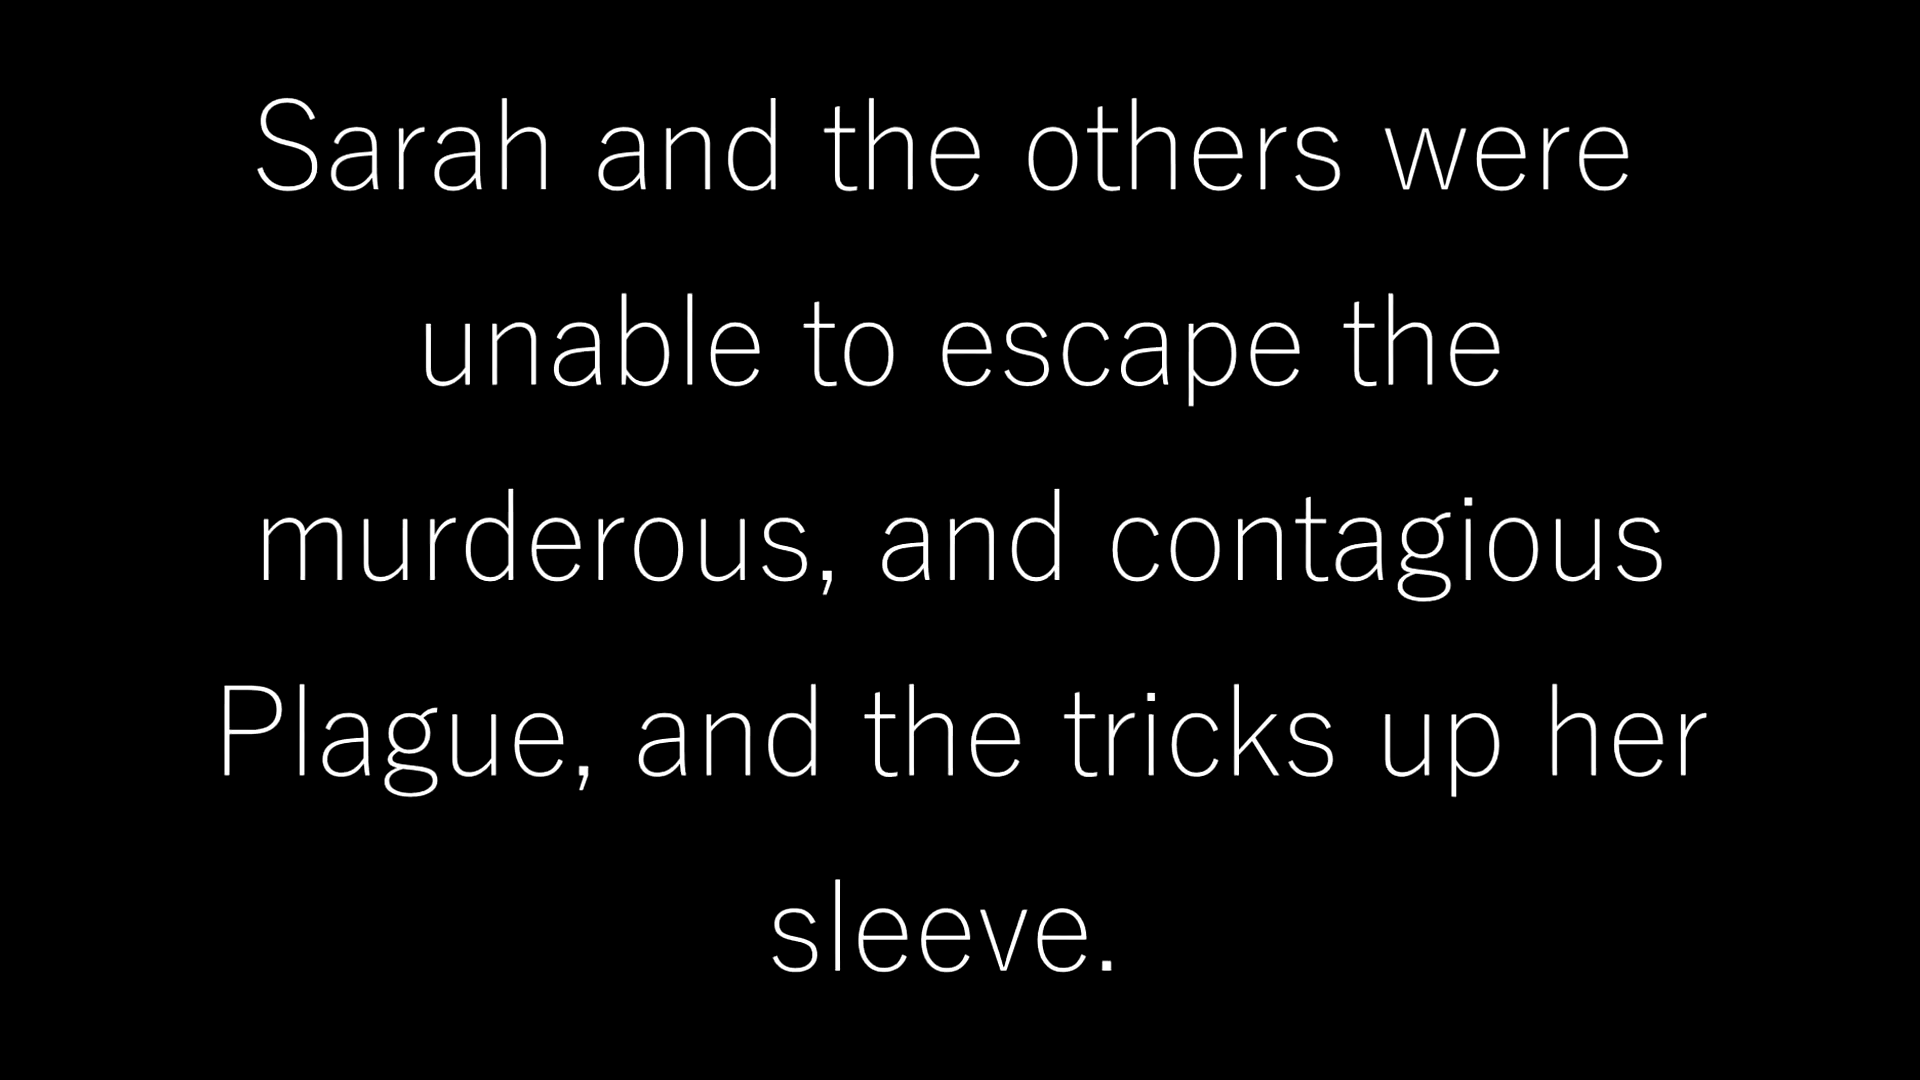 Sarah and the others were
unable to escape the
murderous, and contagious
Plague, and the tricks up her
sleeve.